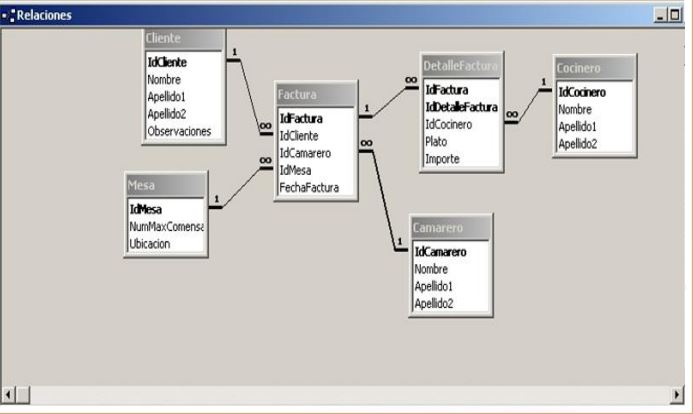 Relaciones
Cliente
IdCliente
Nombre
Apellido1
Apellido2
Observaciones
Factura
IdFactura
IdCliente
IdCamarero
IdMesa
FechaFactura
DetalleFactura
IdFactura
IdDetalleFactura
IdCocinero
Plato
Importe
Cocinero
IdCocinero
Nombre
Apellido1
Apellido2
Mesa
IdMesa
NumMaxComensa
Ubicacion
Camarero
IdCamarero
Nombre
Apellido1
Apellido2
1
∞
1
∞
1
∞
1
∞
1
∞